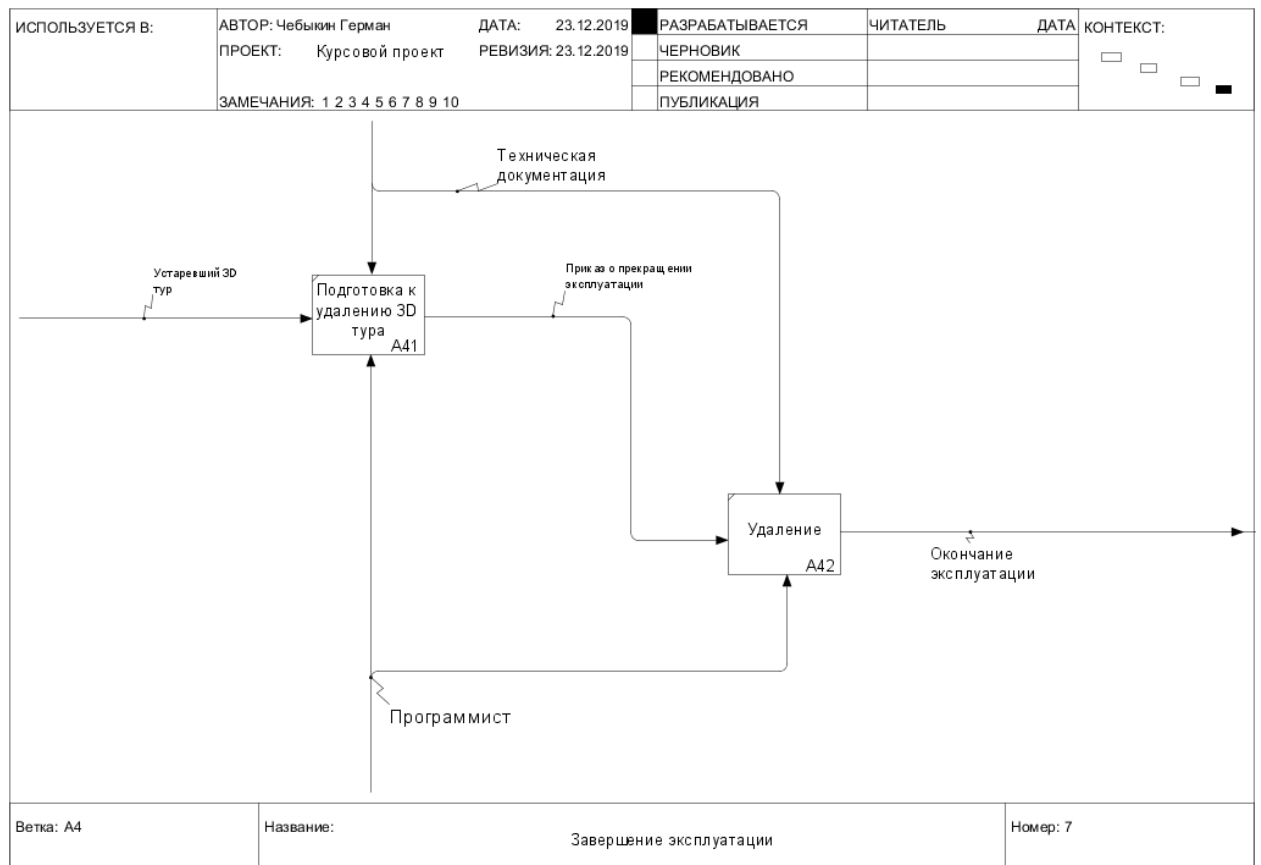 ИСПОЛЬЗУЕТСЯ В:
АВТОР: Чебыкин Герман
ДАТА: 23.12.2019
РАЗРАБАТЫВАЕТСЯ
ЧИТАТЕЛЬ
ДАТА
КОНТЕКСТ:
ПРОЕКТ: Курсовой проект
РЕВИЗИЯ: 23.12.2019
ЧЕРНОВИК
РЕКОМЕНДОВАНО
ЗАМЕЧАНИЯ: 1 2 3 4 5 6 7 8 9 10
ПУБЛИКАЦИЯ
Техническая
документация
Устаревший 3D
тур
Приказ о прекращении
эксплуатации
Подготовка к
удалению 3D
тура
A41
Удаление
A42
Окончание
эксплуатации
Программист
Ветка: A4
Название:
Завершение эксплуатации
Номер: 7